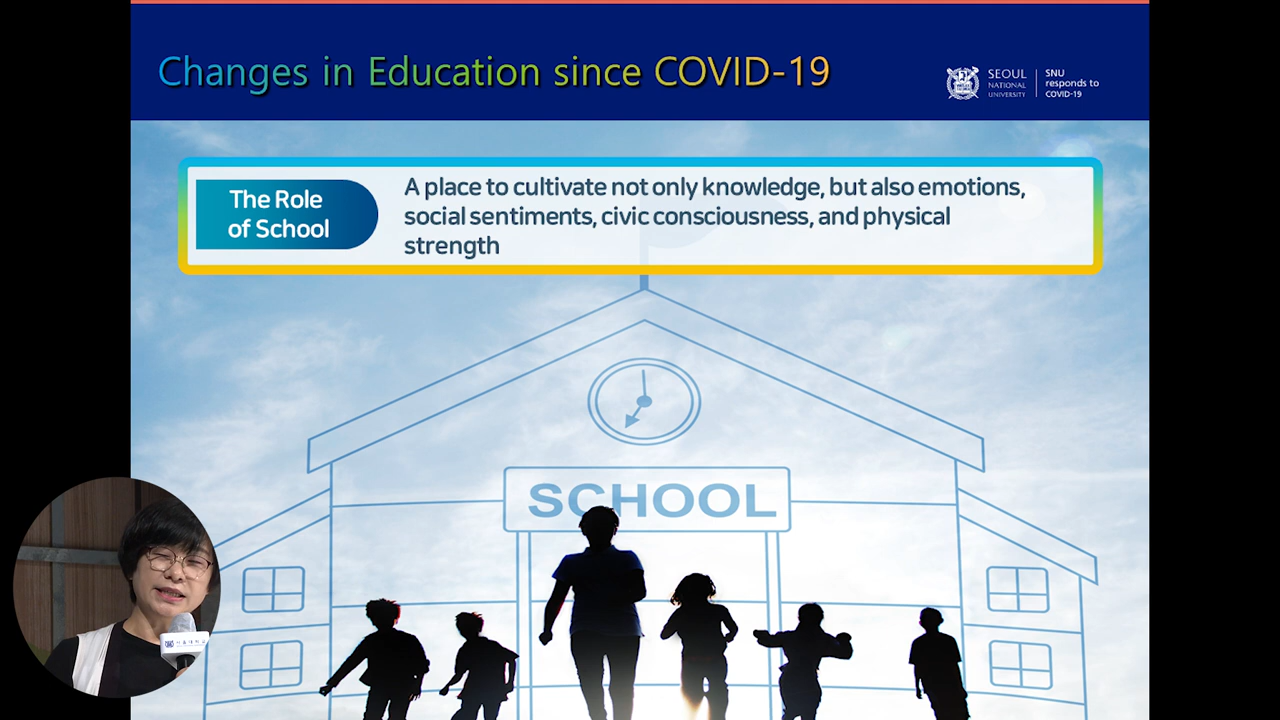 Changes in Education since COVID-19
SEOUL
NATIONAL
UNIVERSITY
SNU
responds to
COVID-19
The Role
of School
A place to cultivate not only knowledge, but also emotions,
social sentiments, civic consciousness, and physical
strength
SCHOOL